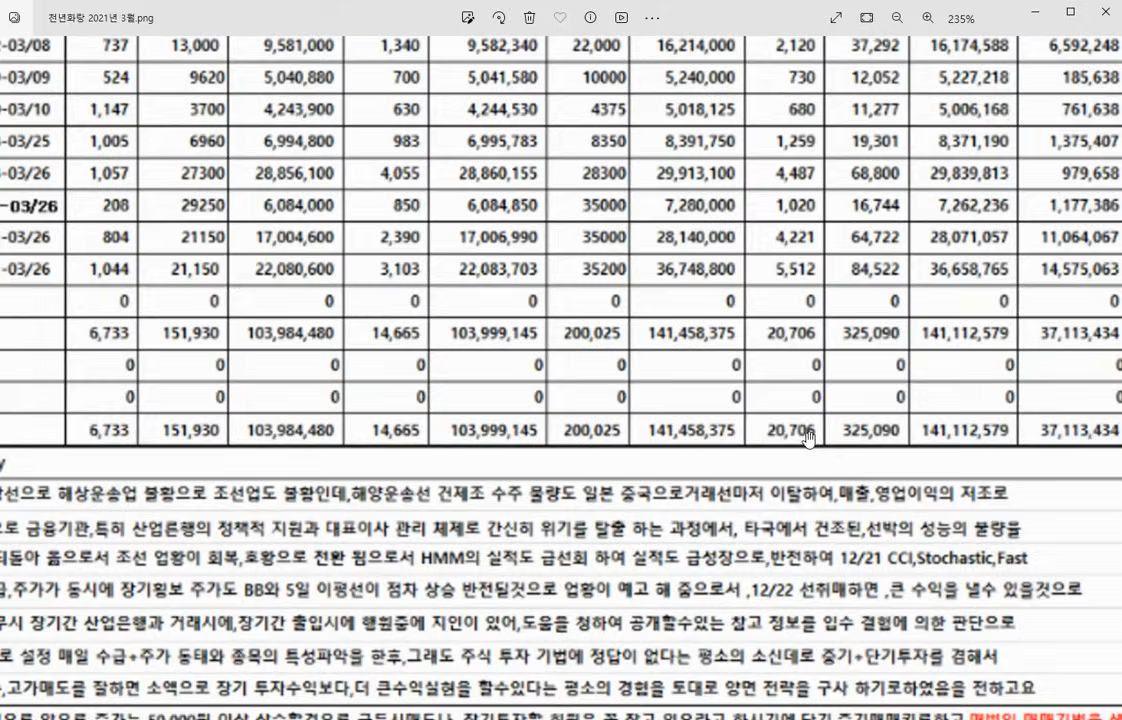 전년화랑 2021년 3월.png
235%
-03/08 737 13,000 9,581,000 1,340 9,582,340 22,000 16,214,000 2,120 37,292 16,174,588 6,592,248
-03/09 524 9620 5,040,880 700 5,041,580 10000 5,240,000 730 12,052 5,227,218 185,638
-03/10 1,147 3700 4,243,900 630 4,244,530 4375 5,018,125 680 11,277 5,006,168 761,638
-03/25 1,005 6960 6,994,800 983 6,995,783 8350 8,391,750 1,259 19,301 8,371,190 1,375,407
-03/26 1,057 27300 28,856,100 4,055 28,860,155 28300 29,913,100 4,487 68,800 29,839,813 979,658
-03/26 208 29250 6,084,000 850 6,084,850 35000 7,280,000 1,020 16,744 7,262,236 1,177,386
-03/26 804 21150 17,004,600 2,390 17,006,990 35000 28,140,000 4,221 64,722 28,071,057 11,064,067
-03/26 1,044 21,150 22,080,600 3,103 22,083,703 35200 36,748,800 5,512 84,522 36,658,765 14,575,063
0 0 0 0 0 0 0 0 0 0 0
6,733 151,930 103,984,480 14,665 103,999,145 200,025 141,458,375 20,706 325,090 141,112,579 37,113,434
0 0 0 0 0 0 0 0 0 0 0
0 0 0 0 0 0 0 0 0 0 0
6,733 151,930 103,984,480 14,665 103,999,145 200,025 141,458,375 20,706 325,090 141,112,579 37,113,434
y
상선으로 해상운송업 불황으로 조선업도 불황인데,해양운송선 건제조 수주 물량도 일본 중국으로거래선마저 이탈하여,매출,영업이익의 저조로
으로 금융기관,특히 산업은행의 정책적 지원과 대표이사 관리 체제로 간신히 위기를 탈출 하는 과정에서, 타국에서 건조된,선박의 성능의 불량율
되돌아 옮으로서 조선 업황이 회복,호황으로 전환 됨으로서 HMM의 실적도 급선회 하여 실적도 급성장으로,반전하여 12/21 CCI,Stochastic,Fast
급,주가가 동시에 장기횡보 주가도 BB와 5일 이평선이 점차 상승 반전될것으로 업황이 예고 해 줌으로서 ,12/22 선취매하면 ,큰 수익을 낼수 있을것으로
무시 장기간 산업은행과 거래시에,장기간 출입시에 행원중에 지인이 있어,도움을 청하여 공개할수있는 참고 정보를 입수 결험에 의한 판단으로
로 설정 매일 수급+주가 동태와 종목의 특성파악을 한후,그래도 주식 투자 기법에 정답이 없다는 평소의 소신데로 중기+단기투자를 겸해서
,고가매도를 잘하면 소액으로 장기 투자수익보다,더 큰수익실현을 할수있다는 평소의 경험을 토대로 양면 전략을 구사 하기로하였음을 전하고요